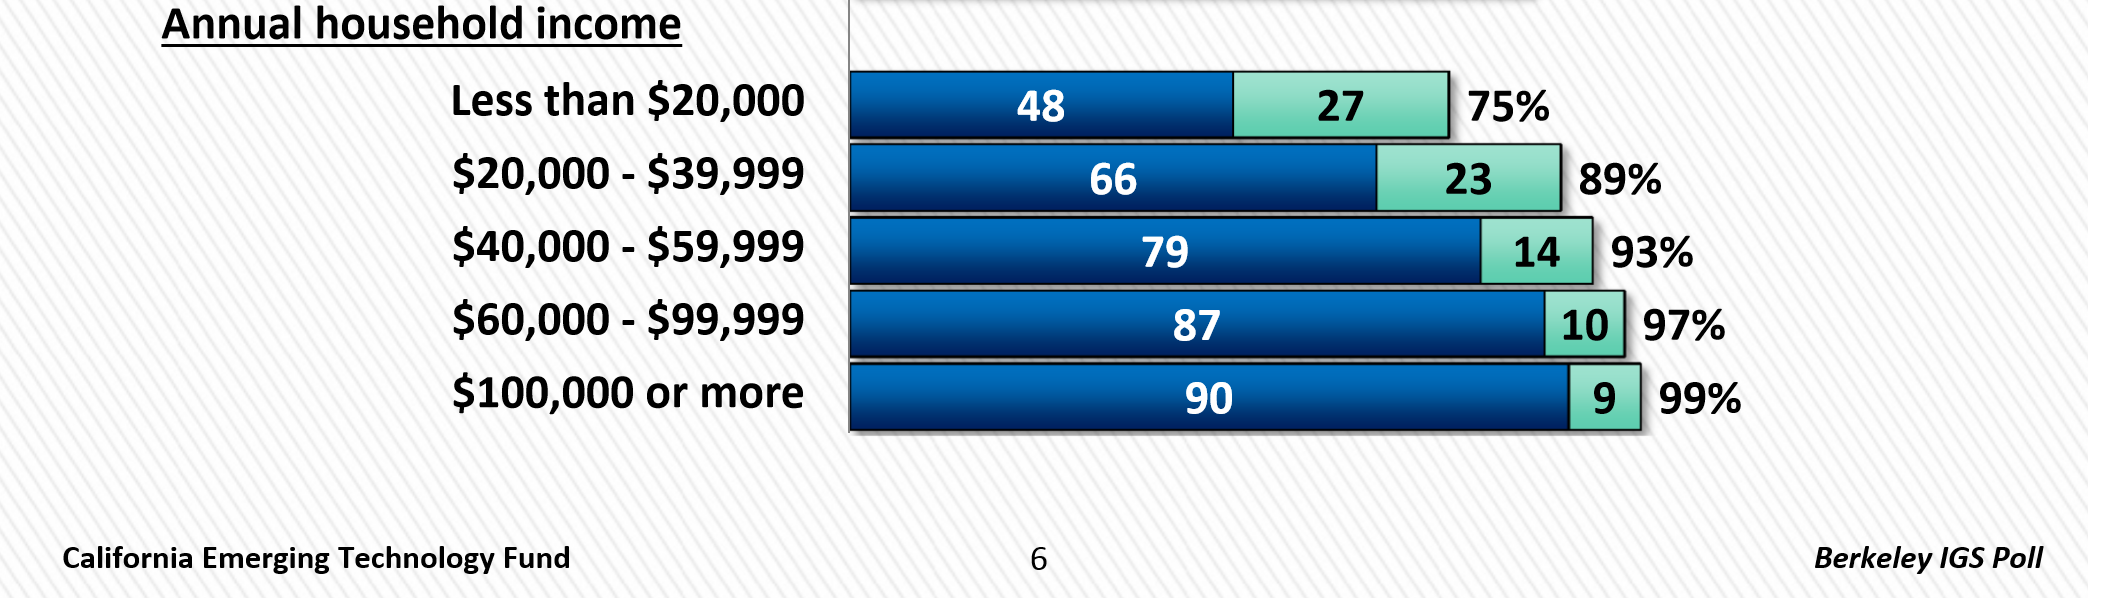 Annual household income
Less than $20,000 48 27 75%
$20,000 - $39,999 66 23 89%
$40,000 - $59,999 79 14 93%
$60,000 - $99,999 87 10 97%
$100,000 or more 90 9 99%
California Emerging Technology Fund 6 Berkeley IGS Poll